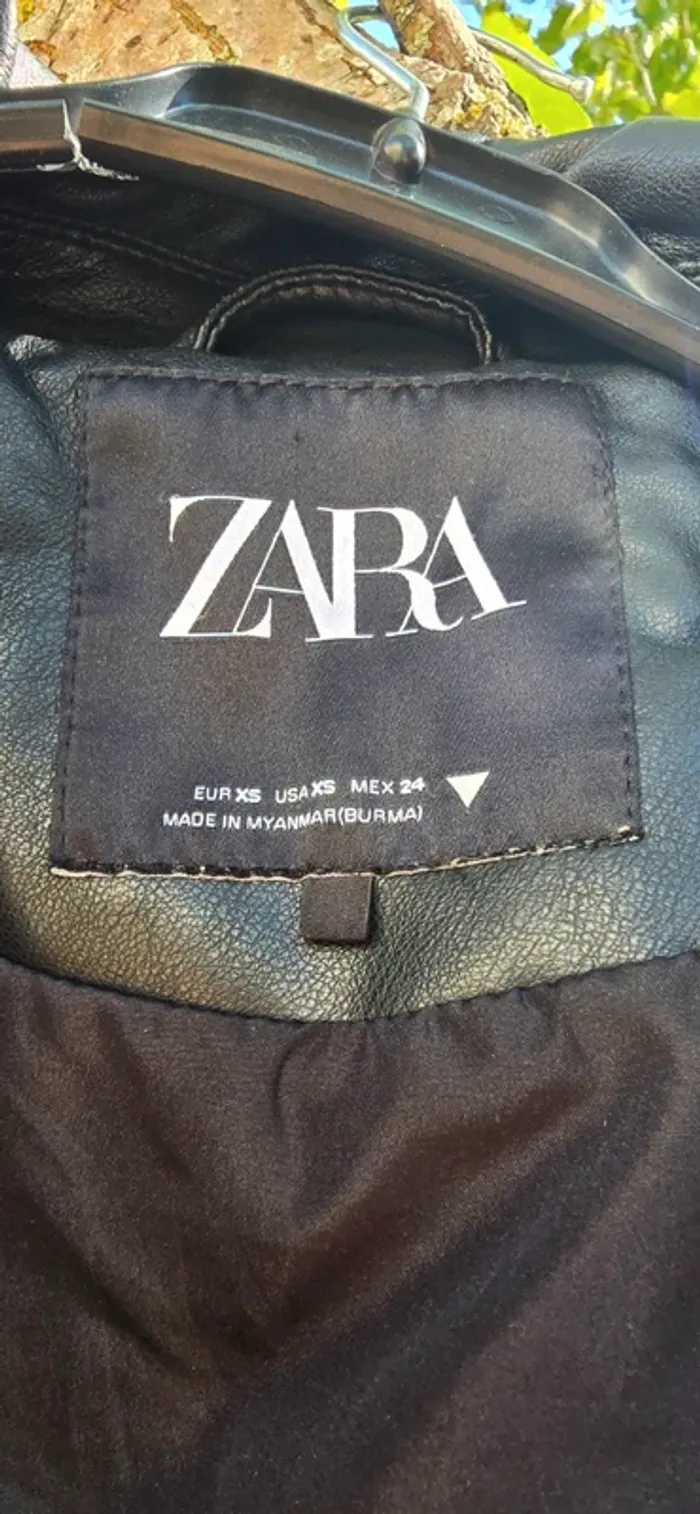 ZARA
EUR XS USA XS MEX 24
MADE IN MYANMAR(BURMA)